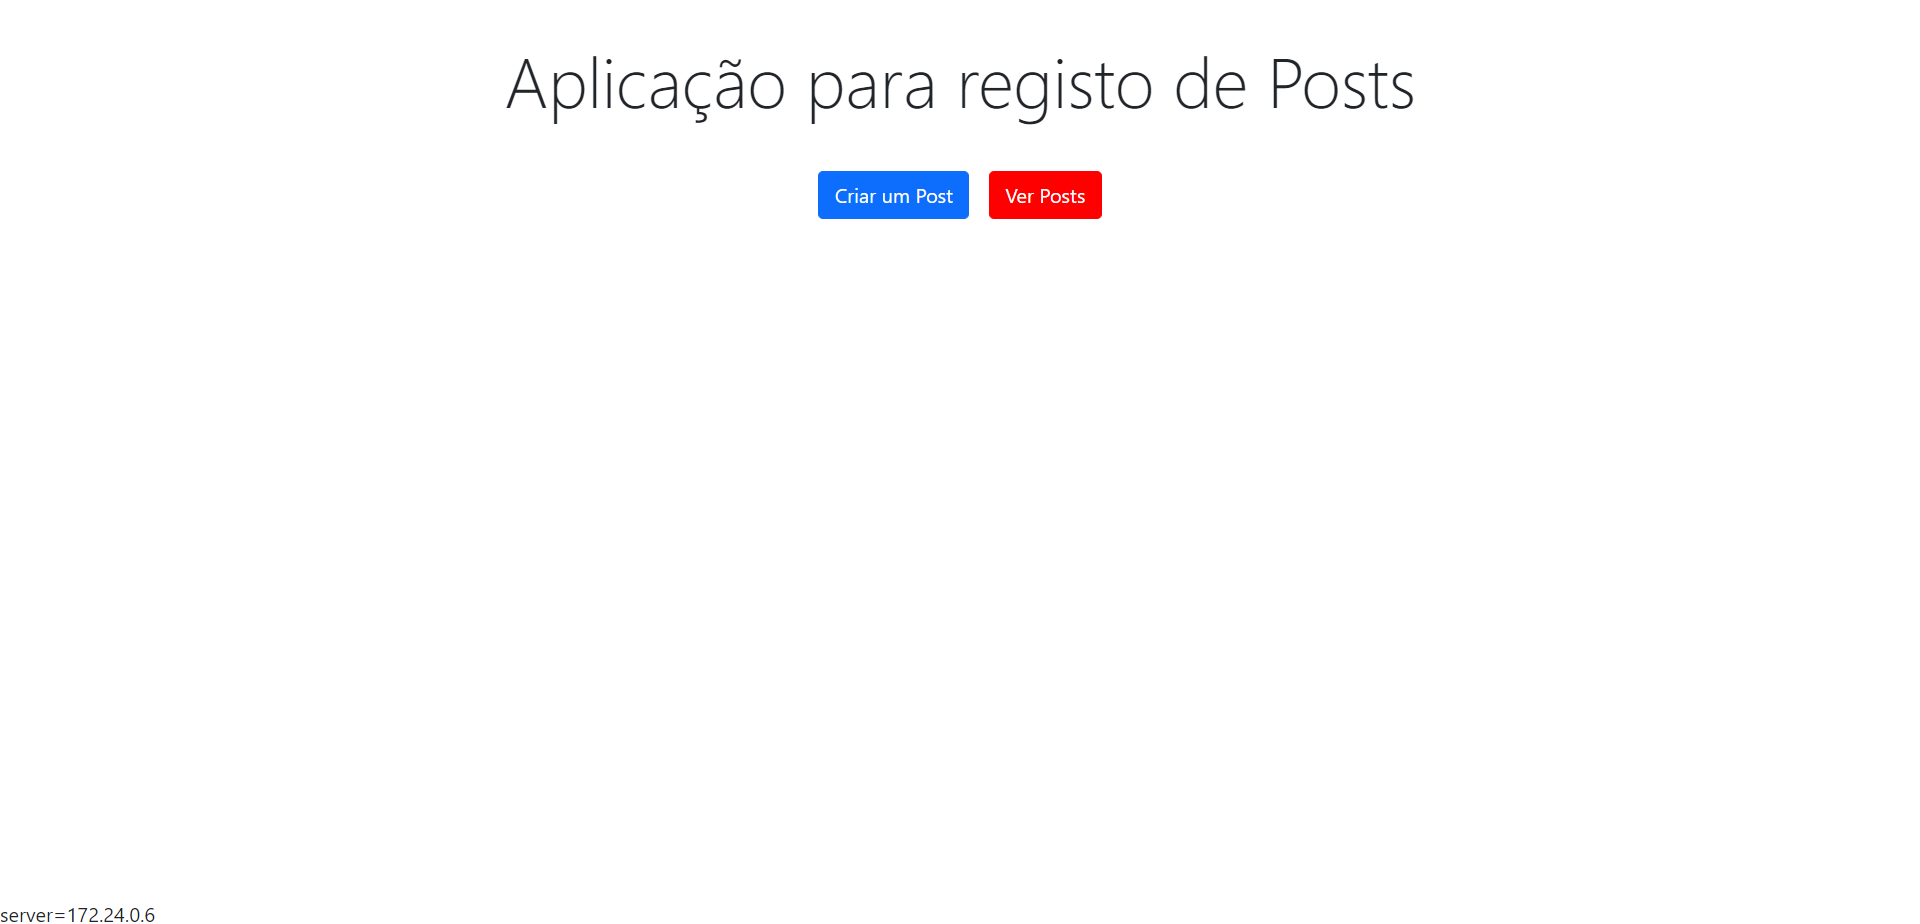 Aplicação para registo de Posts
Criar um Post
Ver Posts
server=172.24.0.6